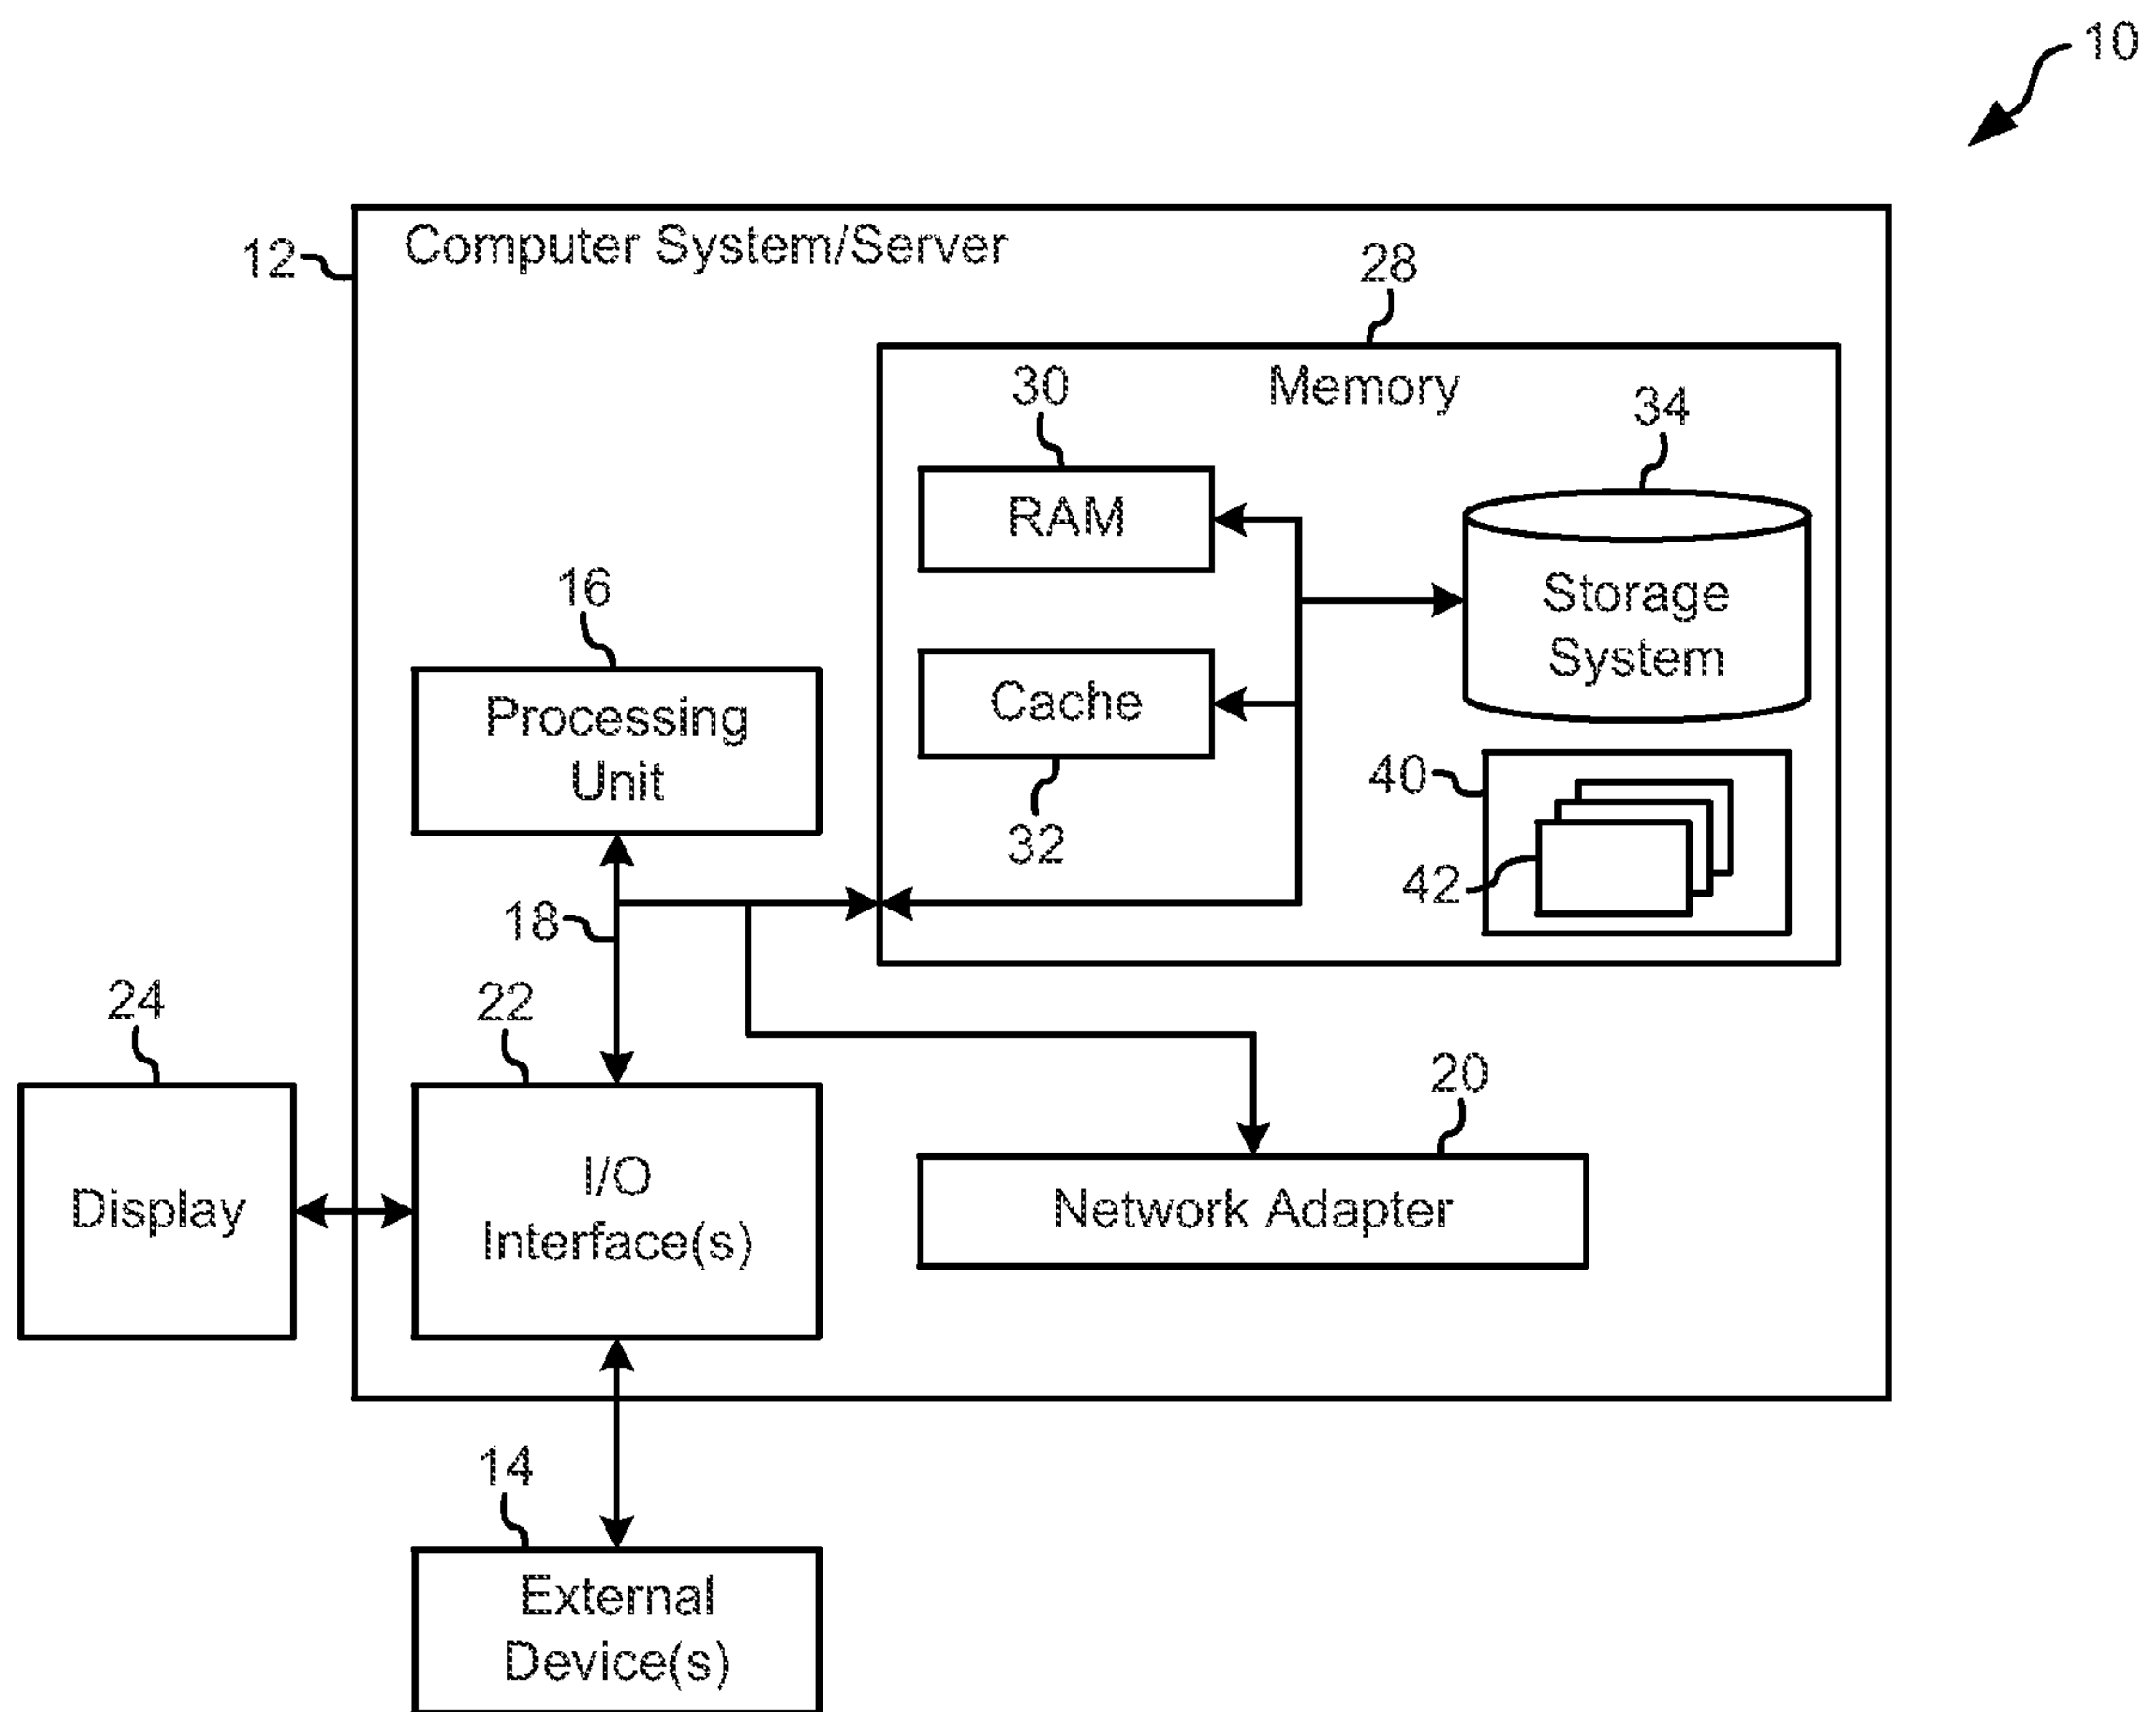 10
12
Computer System/Server
28
Memory
30
RAM
34
Storage
System
16
Processing
Unit
Cache
32
40
42
18
24
Display
22
I/O
Interface(s)
20
Network Adapter
14
External
Device(s)